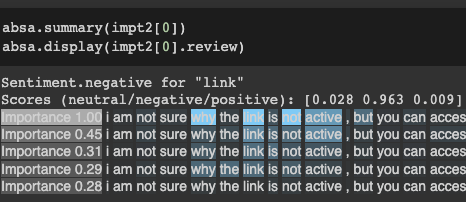 absa.summary(impt2[0])
absa.display(impt2[0].review)
Sentiment.negative for "link"
Scores (neutral/negative/positive): [0.028 0.963 0.009]
Importance 1.00 i am not sure why the link is not active , but you can acces
Importance 0.45 i am not sure why the link is not active , but you can acces
Importance 0.31 i am not sure why the link is not active , but you can acces
Importance 0.29 i am not sure why the link is not active , but you can acces
Importance 0.28 i am not sure why the link is not active , but you can acces